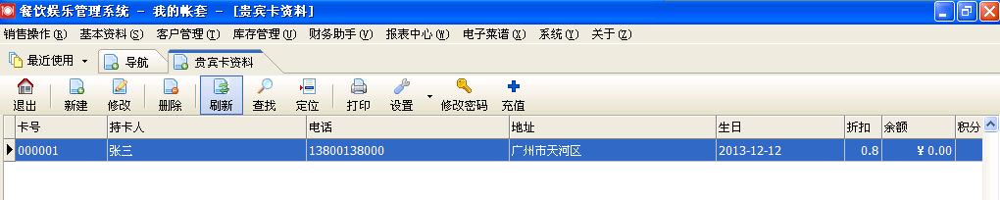 餐饮娱乐管理系统 - 我的帐套 - [贵宾卡资料]
销售操作(R) 基本资料(S) 客户管理(T) 库存管理(U) 财务助手(V) 报表中心(W) 电子菜谱(X) 系统(Y) 关于(Z)
最近使用 导航 贵宾卡资料
退出 新建 修改 删除 刷新 查找 定位 打印 设置 修改密码 充值
卡号 持卡人 电话 地址 生日 折扣 余额 积分
000001 张三 13800138000 广州市天河区 2013-12-12 0.8 ¥ 0.00